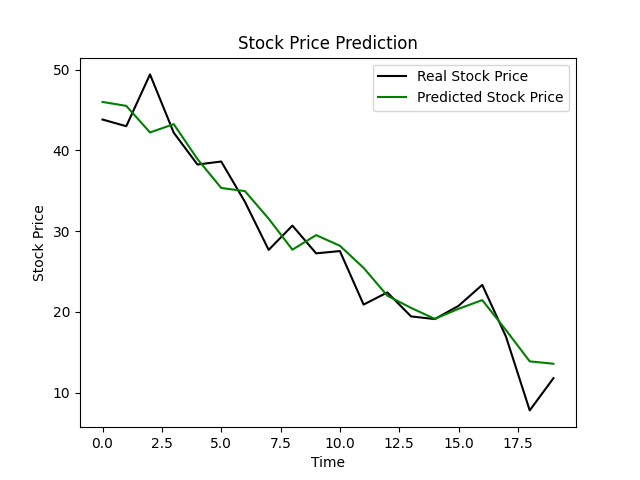 Stock Price Prediction
Real Stock Price
Predicted Stock Price
50
40
30
20
10
Stock Price
0.0 2.5 5.0 7.5 10.0 12.5 15.0 17.5
Time